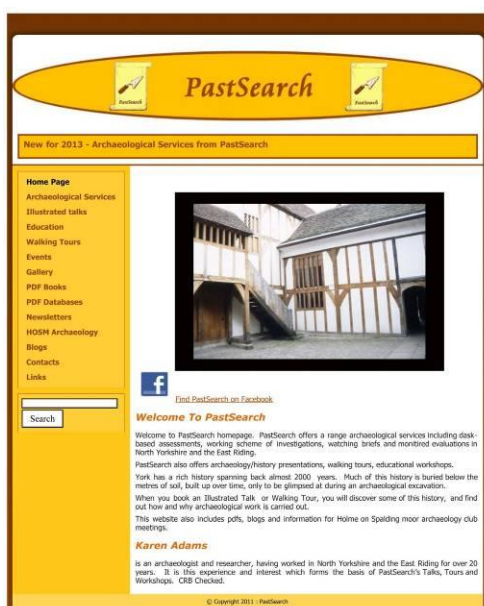 PastSearch
PastSearch
PastSearch
New for 2013 - Archaeological Services from PastSearch
Home Page
Archaeological Services
Illustrated talks
Education
Walking Tours
Events
Gallery
PDF Books
PDF Databases
Newsletters
HOSM Archaeology
Blogs
Contacts
Links
Search
f
Find PastSearch on Facebook
Welcome To PastSearch
Welcome to PastSearch homepage. PastSearch offers a range archaeological services including dask-
based assessments, working scheme of investigations, watching briefs and monitired evaluations in
North Yorkshire and the East Riding.
PastSearch also offers archaeology/history presentations, walking tours, educational workshops.
York has a rich history spanning back almost 2000 years. Much of this history is buried below the
metres of soil, built up over time, only to be glimpsed at during an archaeological excavation.
When you book an Illustrated Talk or Walking Tour, you will discover some of this history, and find
out how and why archaeological work is carried out.
This website also includes pdfs, blogs and information for Holme on Spalding moor archaeology club
meetings.
Karen Adams
is an archaeologist and researcher, having worked in North Yorkshire and the East Riding for over 20
years. It is this experience and interest which forms the basis of PastSearch's Talks, Tours and
Workshops. CRB Checked.
© Copyright 2011 - PastSearch